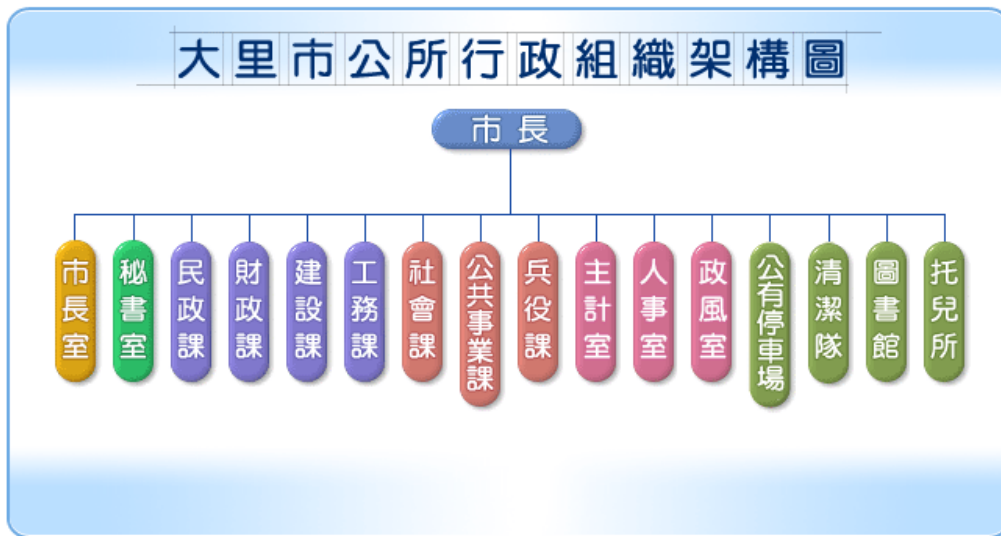 大里市公所行政組織架構圖
市長
市長室
秘書室
民政課
財政課
建設課
工務課
社會課
公共事業課
兵役課
主計室
人事室
政風室
公有停車場
清潔隊
圖書館
托兒所